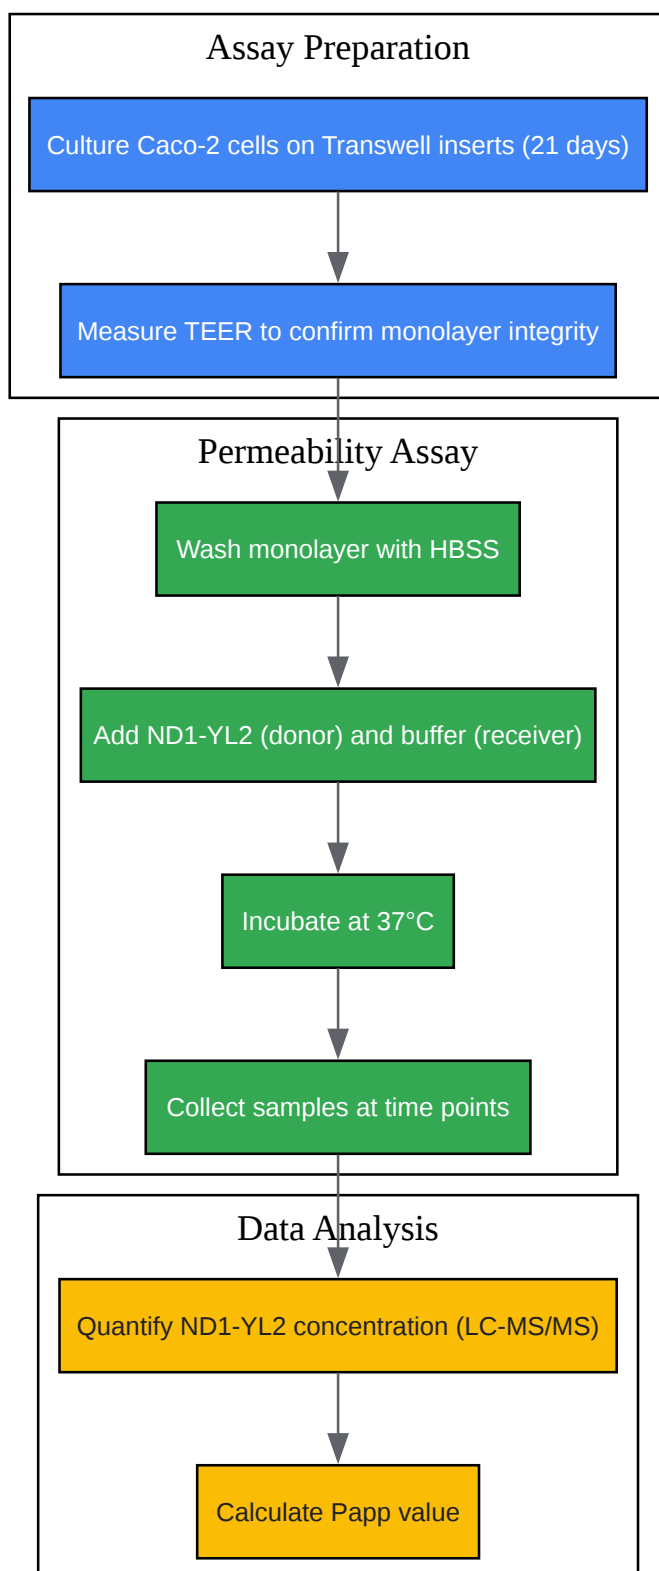 Assay Preparation
Culture Caco-2 cells on Transwell inserts (21 days)
Measure TEER to confirm monolayer integrity
Permeability Assay
Wash monolayer with HBSS
Add ND1-YL2 (donor) and buffer (receiver)
Incubate at 37°C
Collect samples at time points
Data Analysis
Quantify ND1-YL2 concentration (LC-MS/MS)
Calculate Papp value